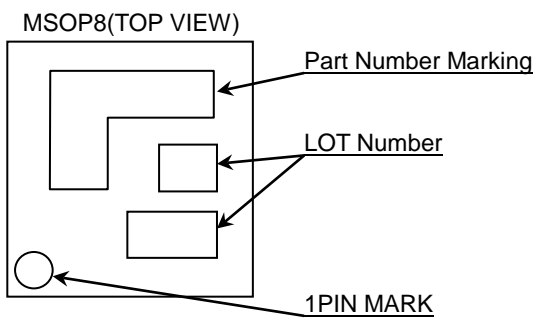 MSOP8(TOP VIEW)
Part Number Marking
LOT Number
1PIN MARK